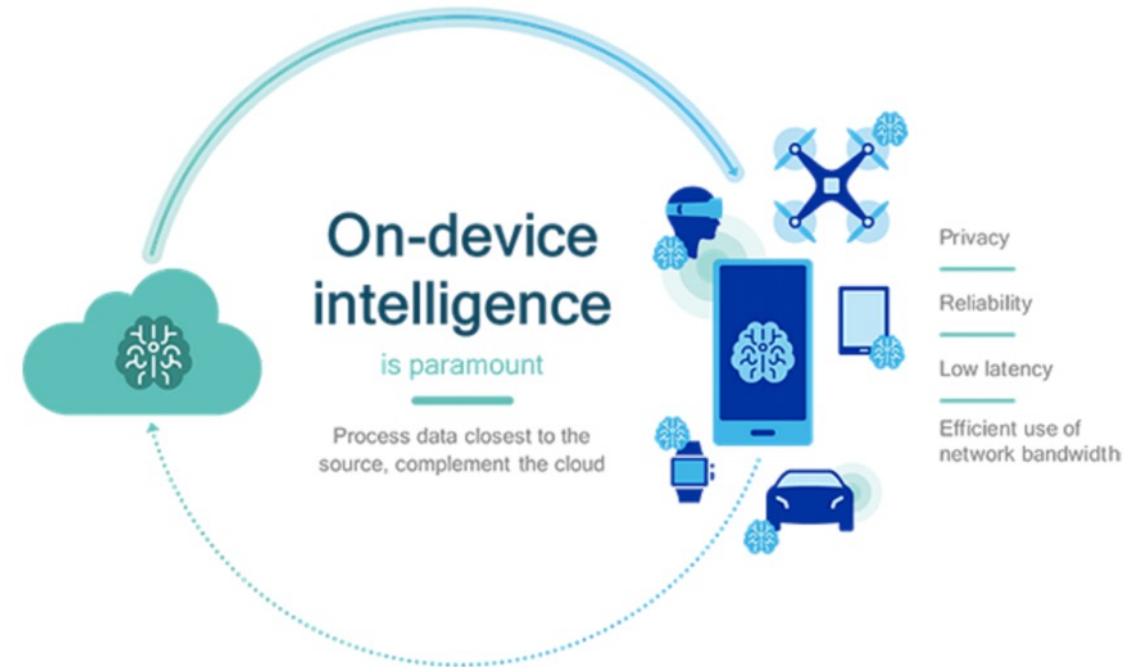 On-device
intelligence
is paramount
Process data closest to the
source, complement the cloud
Privacy
Reliability
Low latency
Efficient use of
network bandwidth